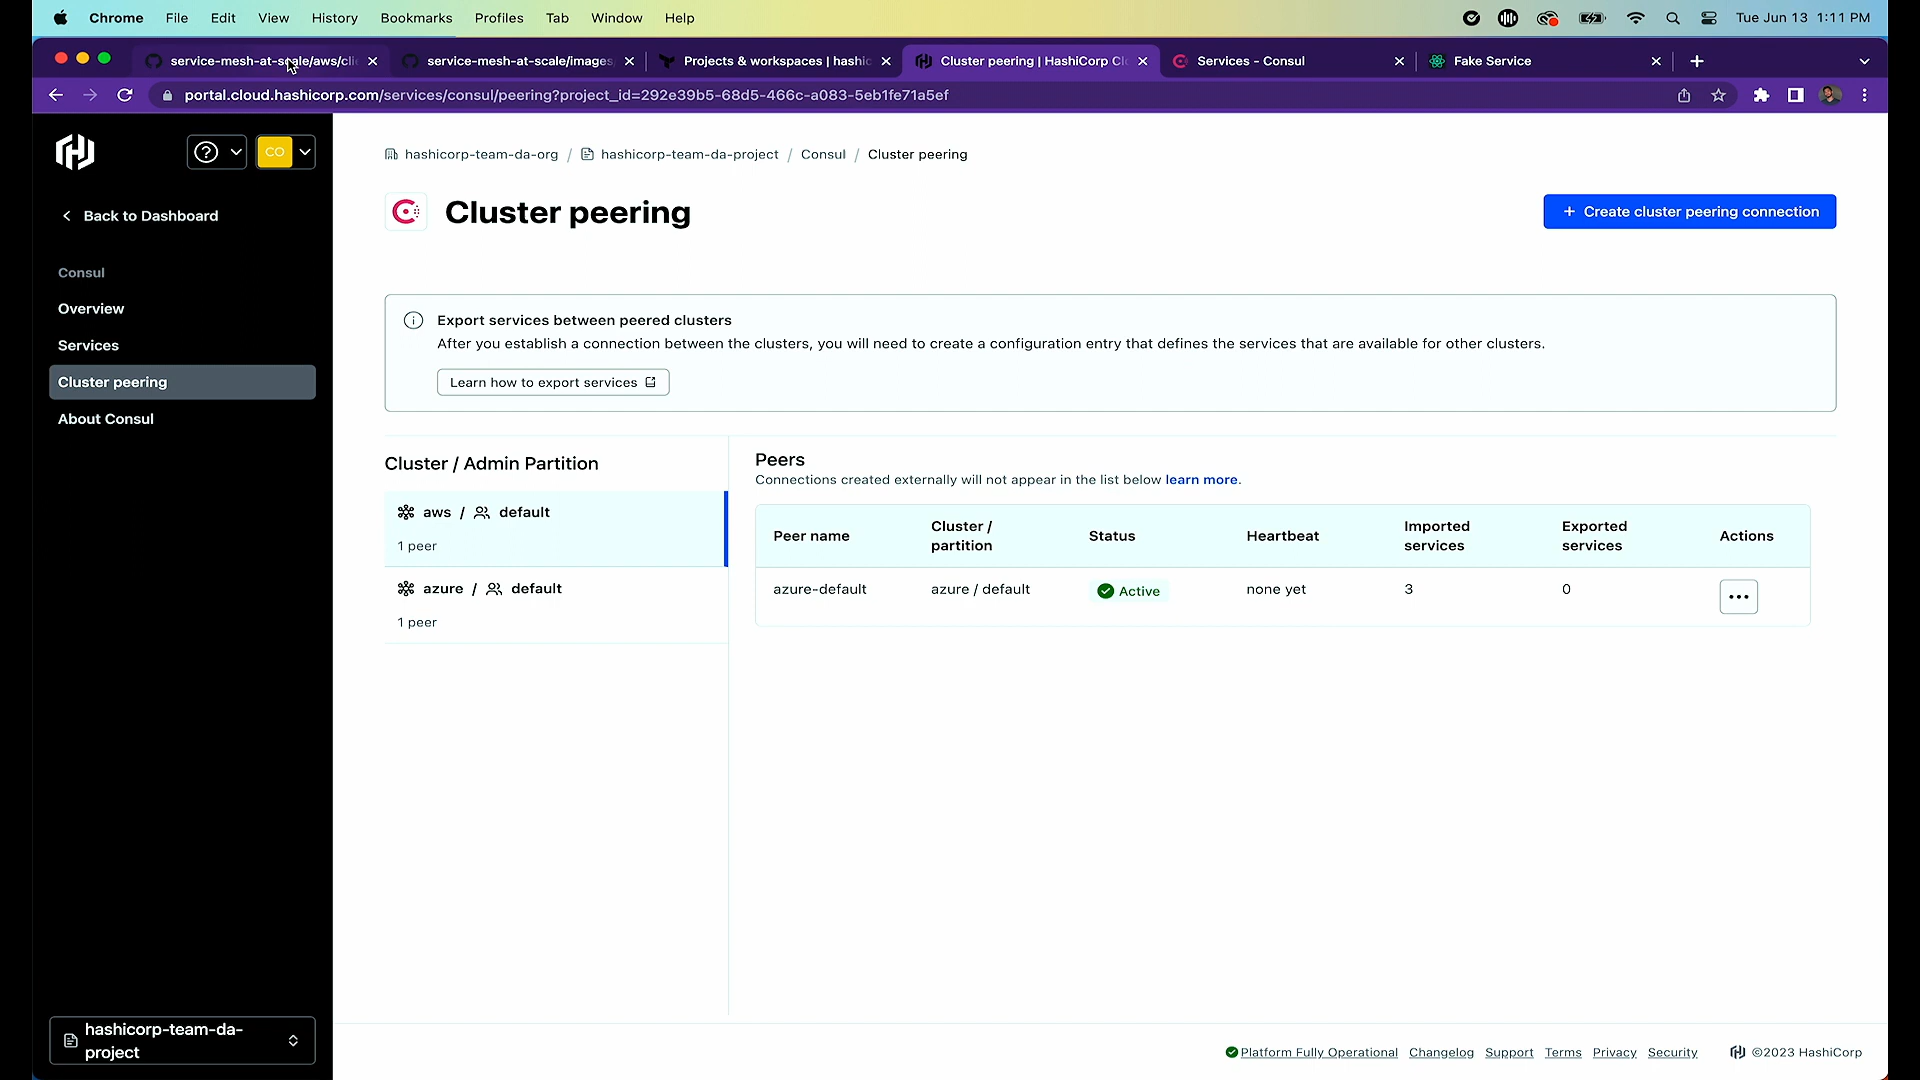 Chrome File Edit View History Bookmarks Profiles Tab Window Help Tue Jun 13 1:11 PM
service-mesh-at-scale/aws/cli service-mesh-at-scale/images Projects & workspaces | hashic Cluster peering | HashiCorp Clo Services - Consul Fake Service
portal.cloud.hashicorp.com/services/consul/peering?project_id=292e39b5-68d5-466c-a083-5eb1fe71a5ef
CO
Back to Dashboard
Consul
Overview
Services
Cluster peering
About Consul
hashicorp-team-da-
project
hashicorp-team-da-org / hashicorp-team-da-project / Consul / Cluster peering
Cluster peering
+ Create cluster peering connection
Export services between peered clusters
After you establish a connection between the clusters, you will need to create a configuration entry that defines the services that are available for other clusters.
Learn how to export services
Cluster / Admin Partition
aws / default
1 peer
azure / default
1 peer
Peers
Connections created externally will not appear in the list below learn more.
Peer name Cluster / partition Status Heartbeat Imported services Exported services Actions
azure-default azure / default Active none yet 3 0
Platform Fully Operational Changelog Support Terms Privacy Security ©2023 HashiCorp